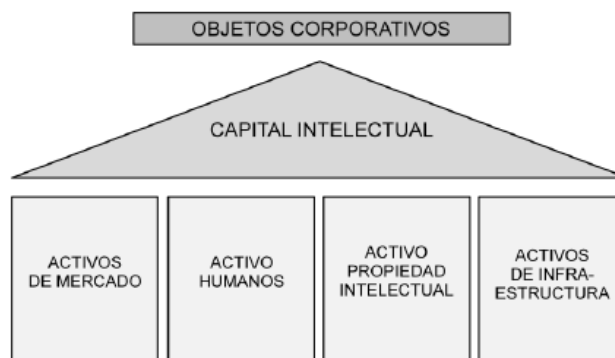 OBJETOS CORPORATIVOS
CAPITAL INTELECTUAL
ACTIVOS
DE MERCADO
ACTIVO
HUMANOS
ACTIVO
PROPIEDAD
INTELECTUAL
ACTIVOS
DE INFRA-
ESTRUCTURA